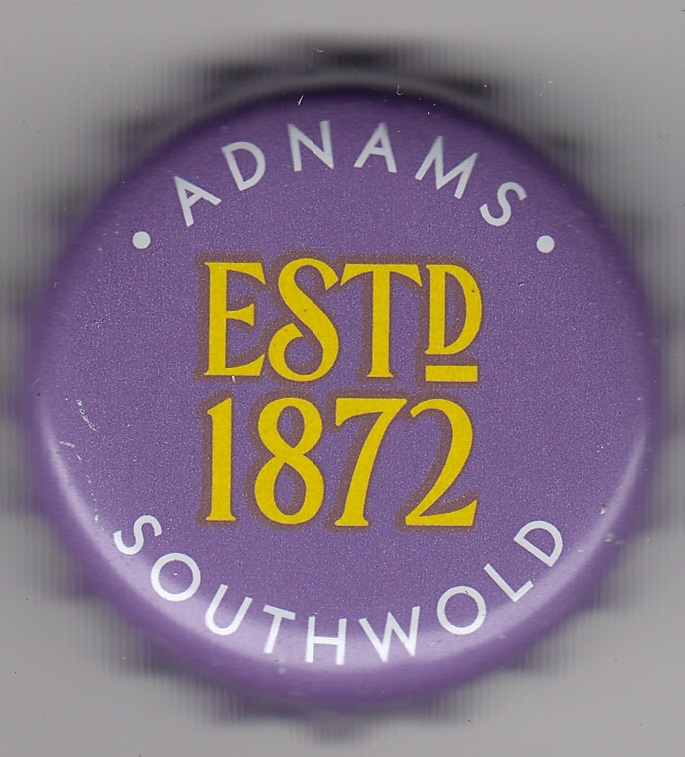 • ADNAMS •
ESTD
1872
SOUTHWOLD